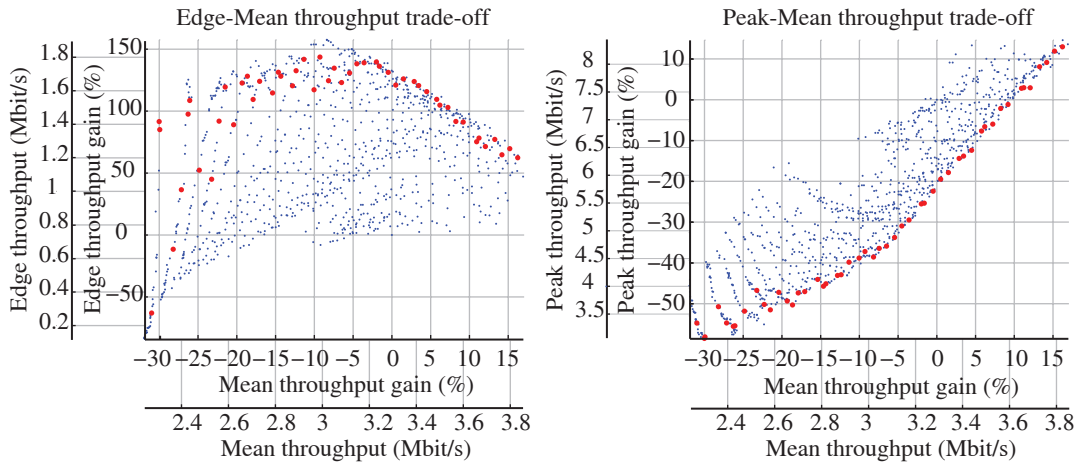 Edge-Mean throughput trade-off
Edge throughput (Mbit/s)
1.8
1.6
1.4
1.2
1
0.8
0.6
0.4
0.2
Edge throughput gain (%)
150
100
50
0
−50
−30 −25 −20 −15 −10 −5 0 5 10 15
Mean throughput gain (%)
2.4 2.6 2.8 3 3.2 3.4 3.6 3.8
Mean throughput (Mbit/s)
Peak-Mean throughput trade-off
Peak throughput (Mbit/s)
8
7.5
7
6.5
6
5.5
5
4.5
4
3.5
Peak throughput gain (%)
10
0
−10
−20
−30
−40
−50
−30 −25 −20 −15 −10 −5 0 5 10 15
Mean throughput gain (%)
2.4 2.6 2.8 3 3.2 3.4 3.6 3.8
Mean throughput (Mbit/s)